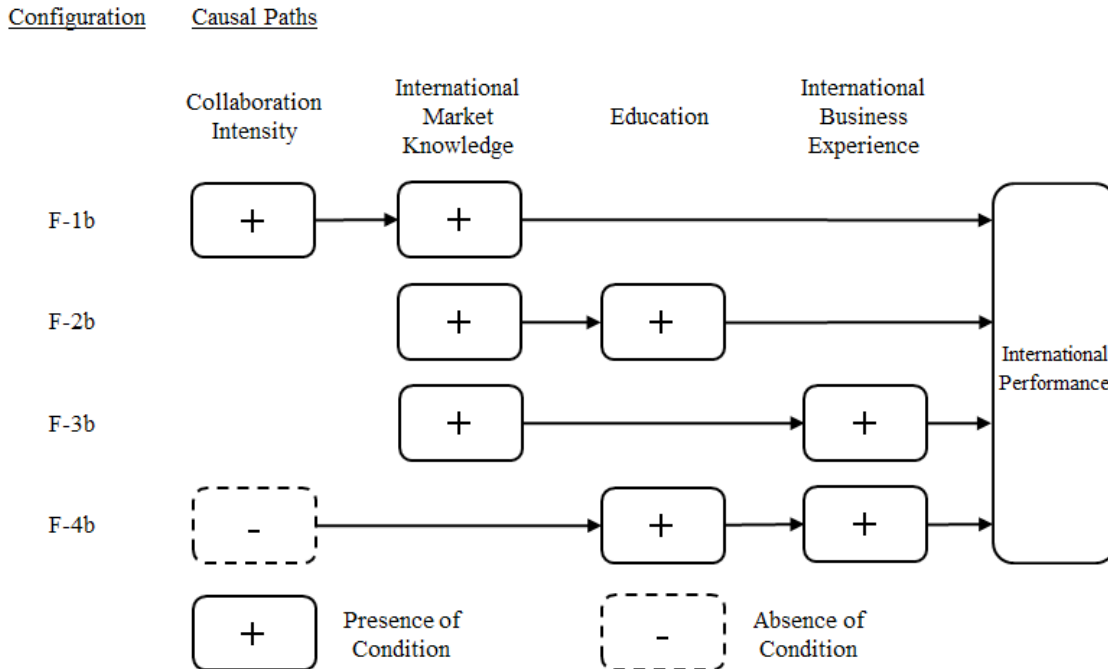 Configuration
Causal Paths
Collaboration
Intensity
International
Market
Knowledge
Education
International
Business
Experience
F-1b
+
+
F-2b
+
+
International
Performance
F-3b
+
+
F-4b
-
+
+
+
Presence of
Condition
-
Absence of
Condition